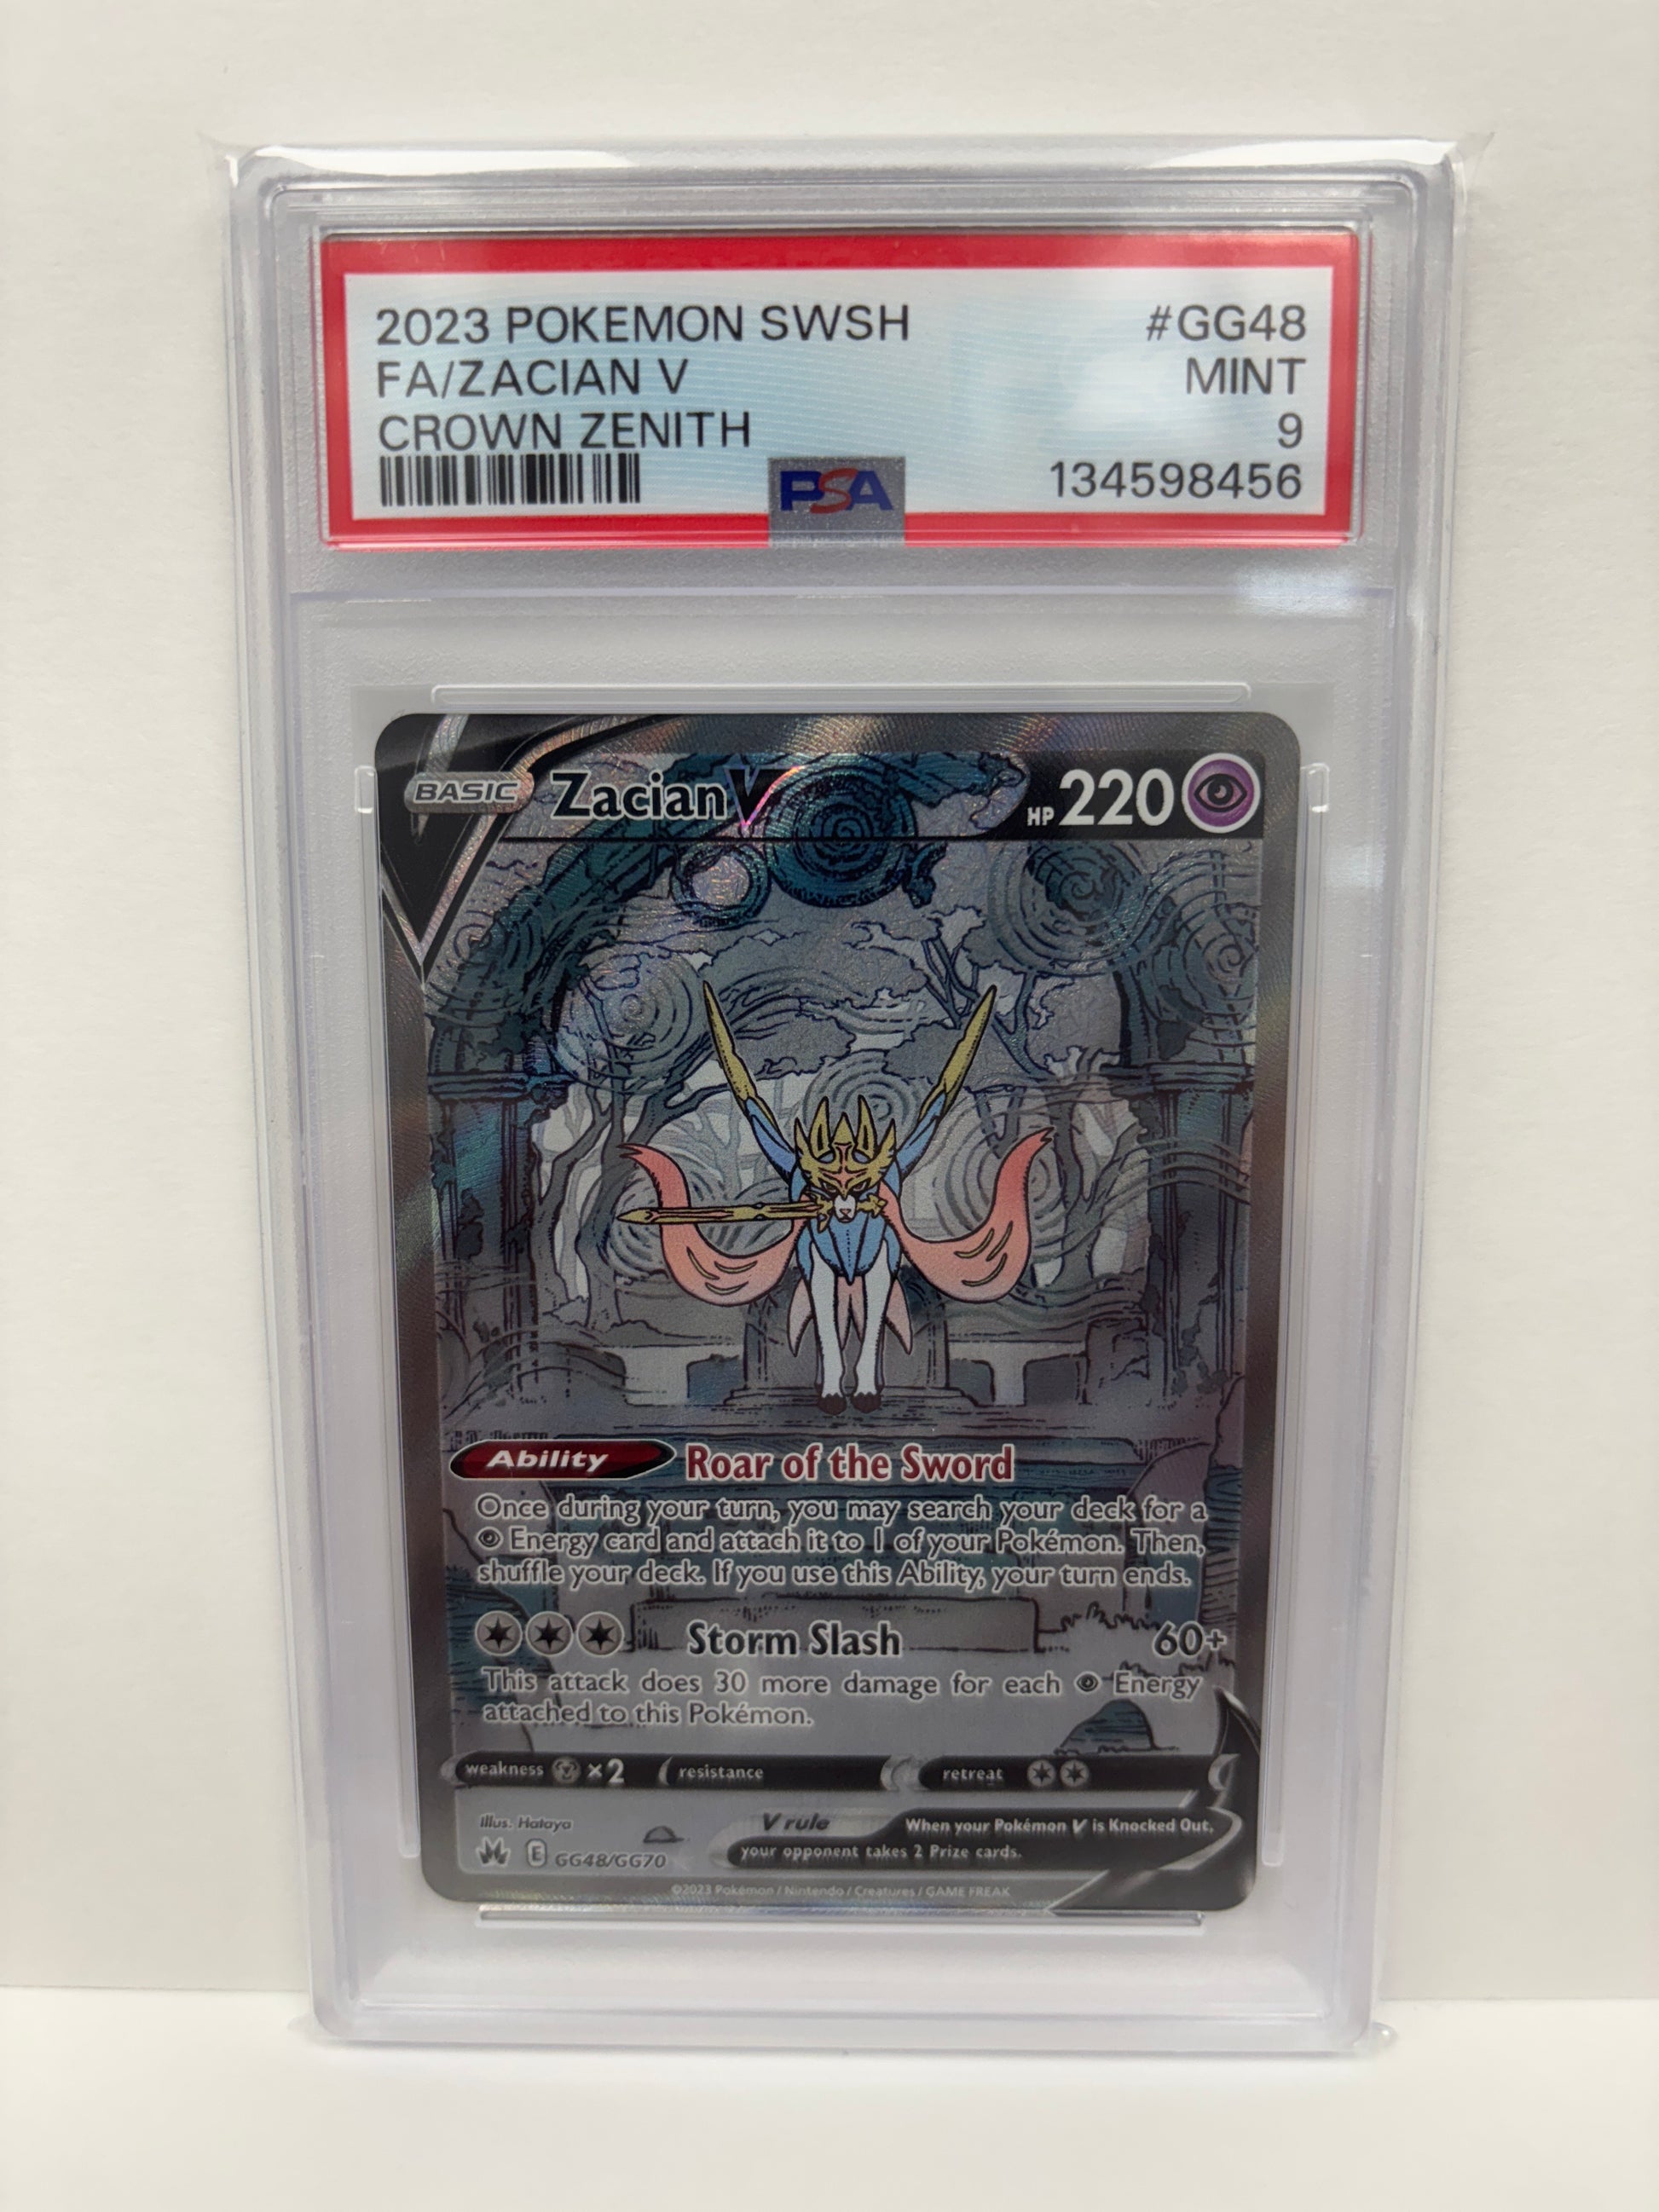 2023 POKEMON SWSH #GG48
FA/ZACIAN V MINT
CROWN ZENITH 9
PSA 134598456
BASIC Zacian V HP 220
Ability Roar of the Sword
Once during your turn, you may search your deck for a
Energy card and attach it to 1 of your Pokémon. Then,
shuffle your deck. If you use this Ability, your turn ends.
Storm Slash 60+
This attack does 30 more damage for each Energy
attached to this Pokémon.
weakness ×2 resistance retreat
Illus. Hataya V rule When your Pokémon V is Knocked Out,
E GG48/GG70 your opponent takes 2 Prize cards.
©2023 Pokémon / Nintendo / Creatures / GAME FREAK